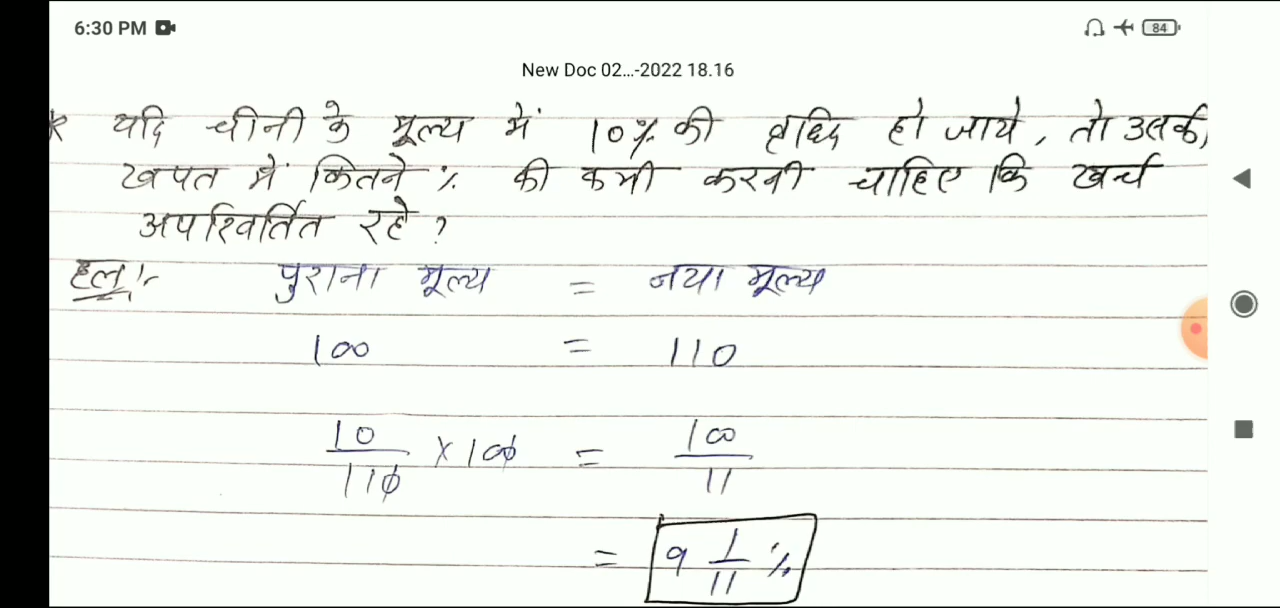 6:30 PM
84
New Doc 02...-2022 18.16
* यदि चीनी के मूल्य में 10% की वृध्दि हो जाये, तो उसकी
खपत में कितने % की कमी करनी चाहिए कि खर्च
अपरिवर्तित रहे ?
हल :- पुराना मूल्य = नया मूल्य
100 = 110
10/110 × 100 = 100/11
= 9 1/11 %